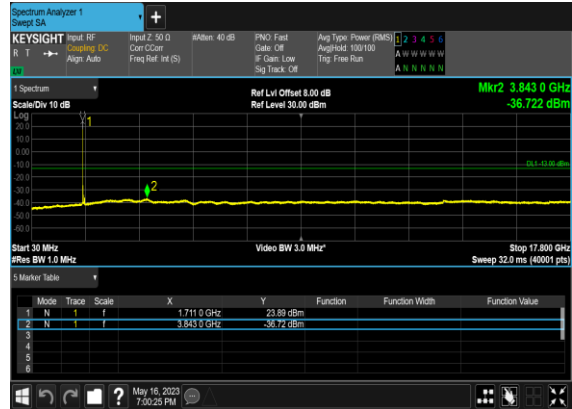 Spectrum Analyzer 1
Swept SA
+
KEYSIGHT Input: RF Input Z: 50 Ω #Atten: 40 dB PNO: Fast Avg Type: Power (RMS) 1 2 3 4 5 6
R T Coupling: DC Corr CCorr Gate: Off Avg|Hold: 100/100 A W W W W W
Align: Auto Freq Ref: Int (S) IF Gain: Low Trig: Free Run
Sig Track: Off A N N N N N
1 Spectrum
Ref Lvl Offset 8.00 dB Mkr2 3.843 0 GHz
Scale/Div 10 dB Ref Level 30.00 dBm -36.722 dBm
Log
1
20.0
10.0
0.00
-10.0 DL1 -13.00 dBm
-20.0
2
-30.0
-40.0
-50.0
-60.0
Start 30 MHz Video BW 3.0 MHz* Stop 17.800 GHz
#Res BW 1.0 MHz Sweep 32.0 ms (40001 pts)
5 Marker Table
Mode Trace Scale X Y Function Function Width Function Value
1 N 1 f 1.711 0 GHz 23.89 dBm
2 N 1 f 3.843 0 GHz -36.72 dBm
3
4
5
6
? May 16, 2023
7:00:25 PM